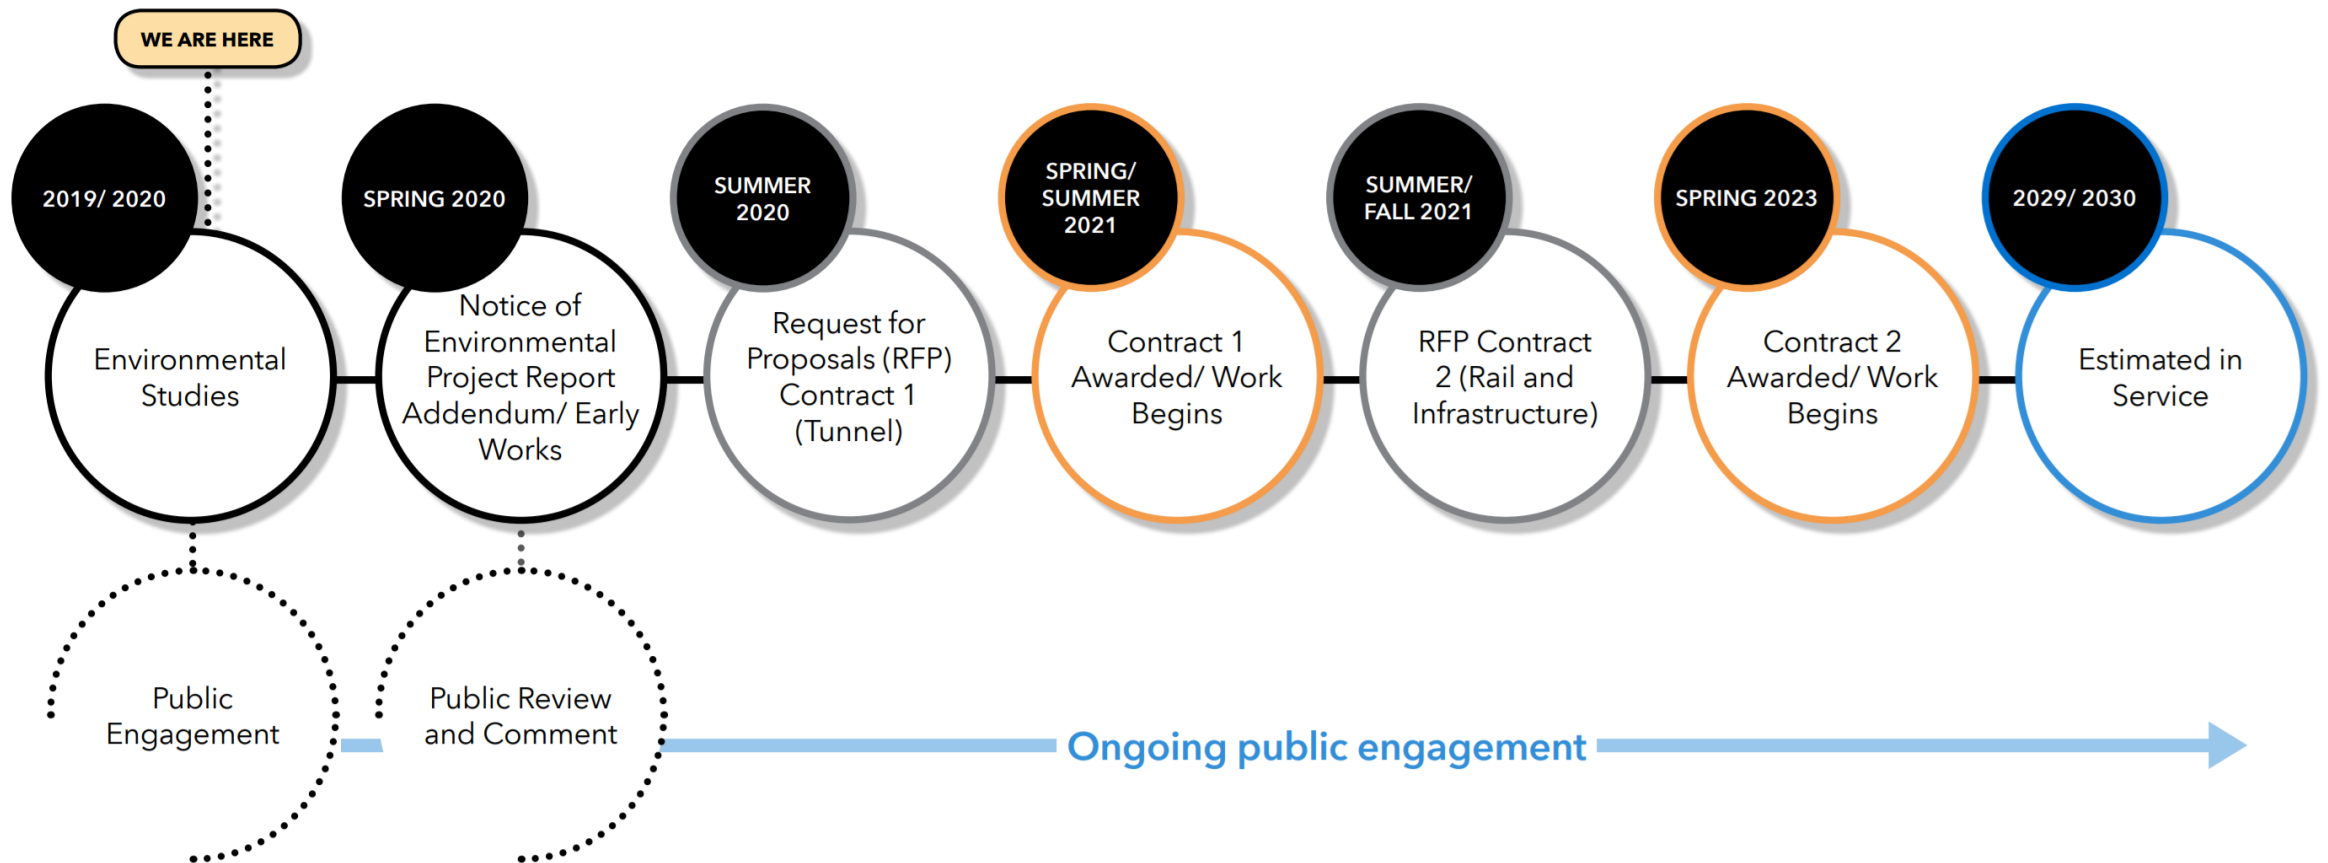 WE ARE HERE
2019/ 2020
Environmental
Studies
SPRING 2020
Notice of
Environmental
Project Report
Addendum/ Early
Works
SUMMER
2020
Request for
Proposals (RFP)
Contract 1
(Tunnel)
SPRING/
SUMMER
2021
Contract 1
Awarded/ Work
Begins
SUMMER/
FALL 2021
RFP Contract
2 (Rail and
Infrastructure)
SPRING 2023
Contract 2
Awarded/ Work
Begins
2029/ 2030
Estimated in
Service
Public
Engagement
Public Review
and Comment
Ongoing public engagement